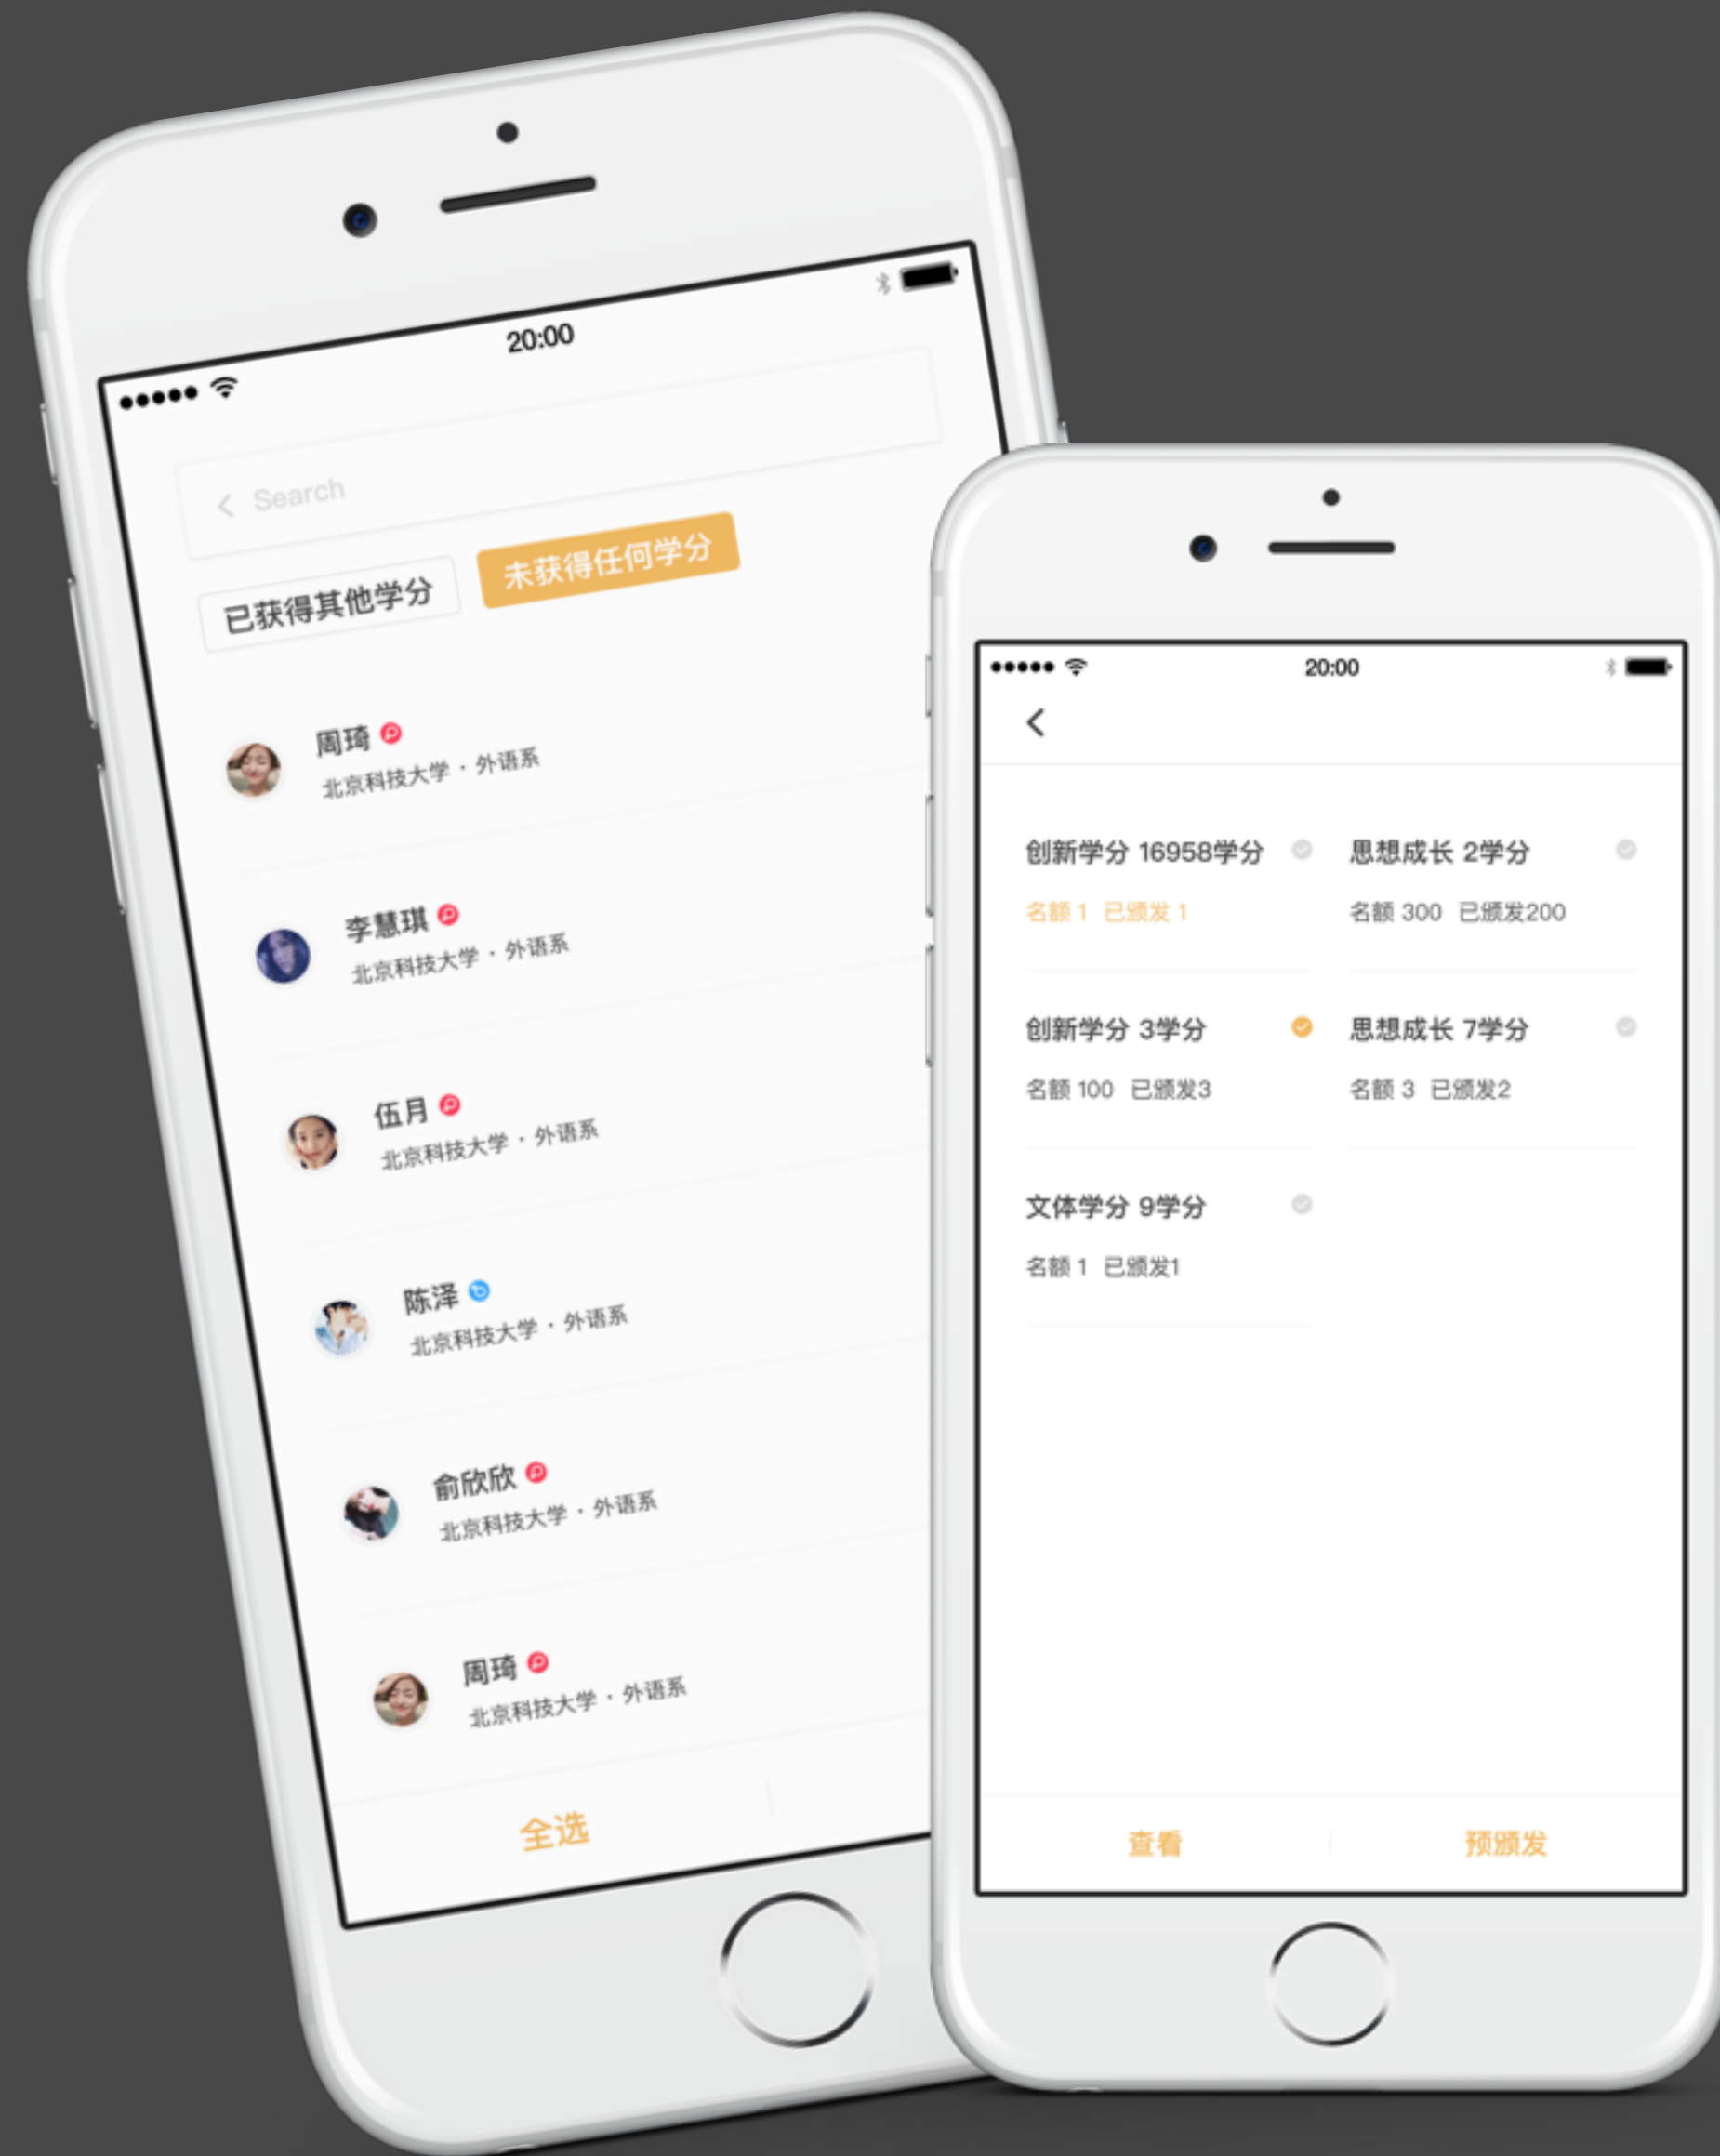 20:00
Search
已获得其他学分
未获得任何学分
周琦
北京科技大学 · 外语系
李慧琪
北京科技大学 · 外语系
伍月
北京科技大学 · 外语系
陈泽
北京科技大学 · 外语系
俞欣欣
北京科技大学 · 外语系
周琦
北京科技大学 · 外语系
全选
20:00
创新学分 16958学分
名额 1 已颁发 1
思想成长 2学分
名额 300 已颁发200
创新学分 3学分
名额 100 已颁发3
思想成长 7学分
名额 3 已颁发2
文体学分 9学分
名额 1 已颁发1
查看
预颁发